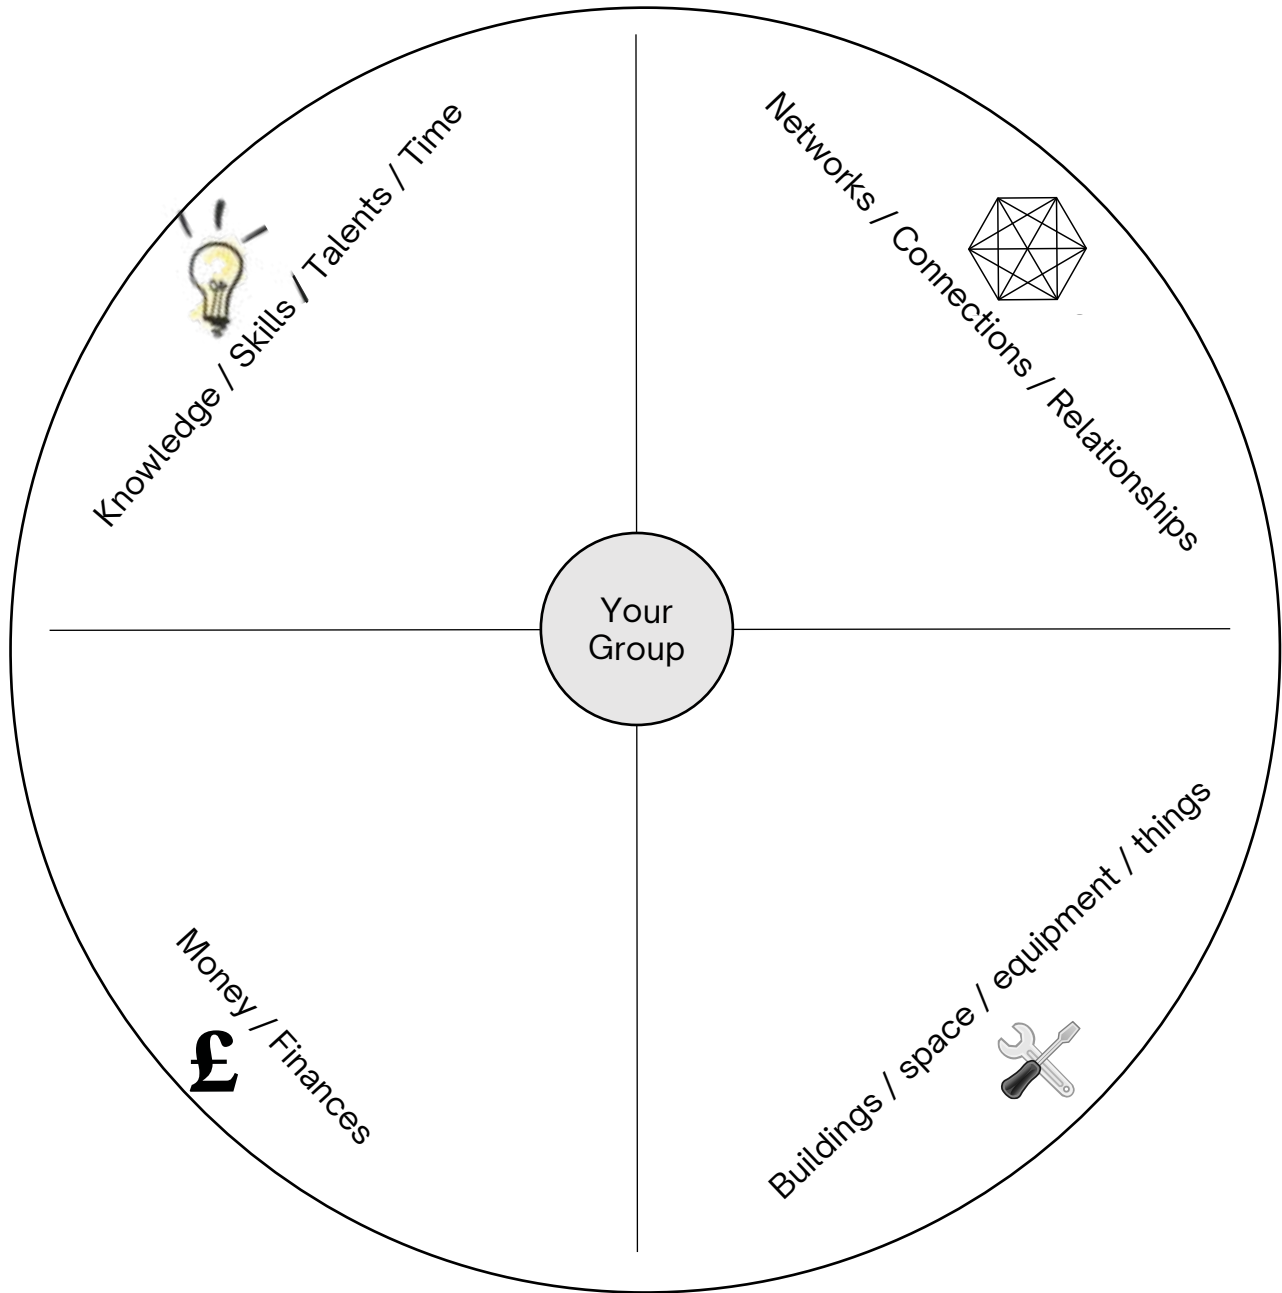 Knowledge / Skills / Talents / Time
Networks / Connections / Relationships
Your
Group
Money / Finances
£
Buildings / space / equipment / things